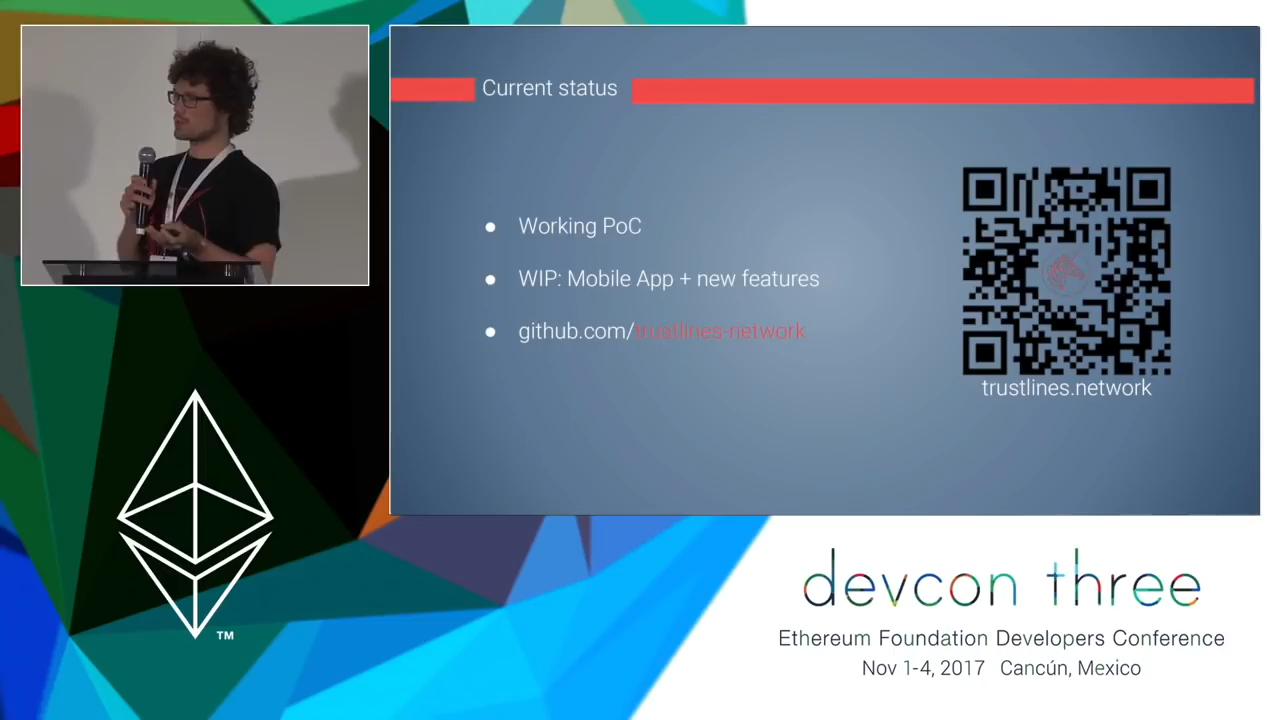 Current status
● Working PoC
● WIP: Mobile App + new features
● github.com/trustlines-network
trustlines.network
TM
devcon three
Ethereum Foundation Developers Conference
Nov 1-4, 2017 Cancún, Mexico